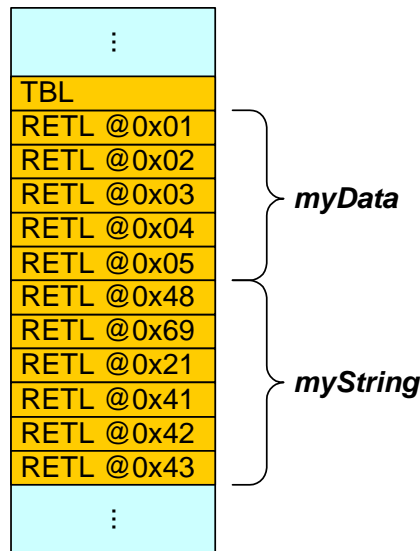 ⋮
TBL
RETL @0x01
RETL @0x02
RETL @0x03
myData
RETL @0x04
RETL @0x05
RETL @0x48
RETL @0x69
RETL @0x21
myString
RETL @0x41
RETL @0x42
RETL @0x43
⋮